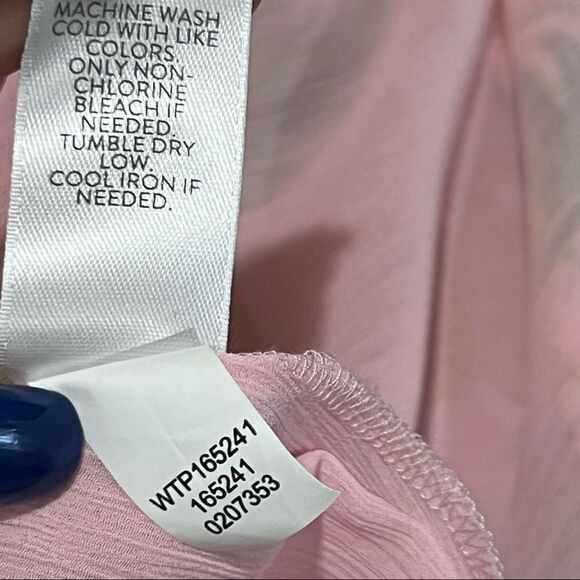 MACHINE WASH
COLD WITH LIKE
COLORS.
ONLY NON-
CHLORINE
BLEACH IF
NEEDED.
TUMBLE DRY
LOW.
COOL IRON IF
NEEDED.
WTP165241
165241
0207353